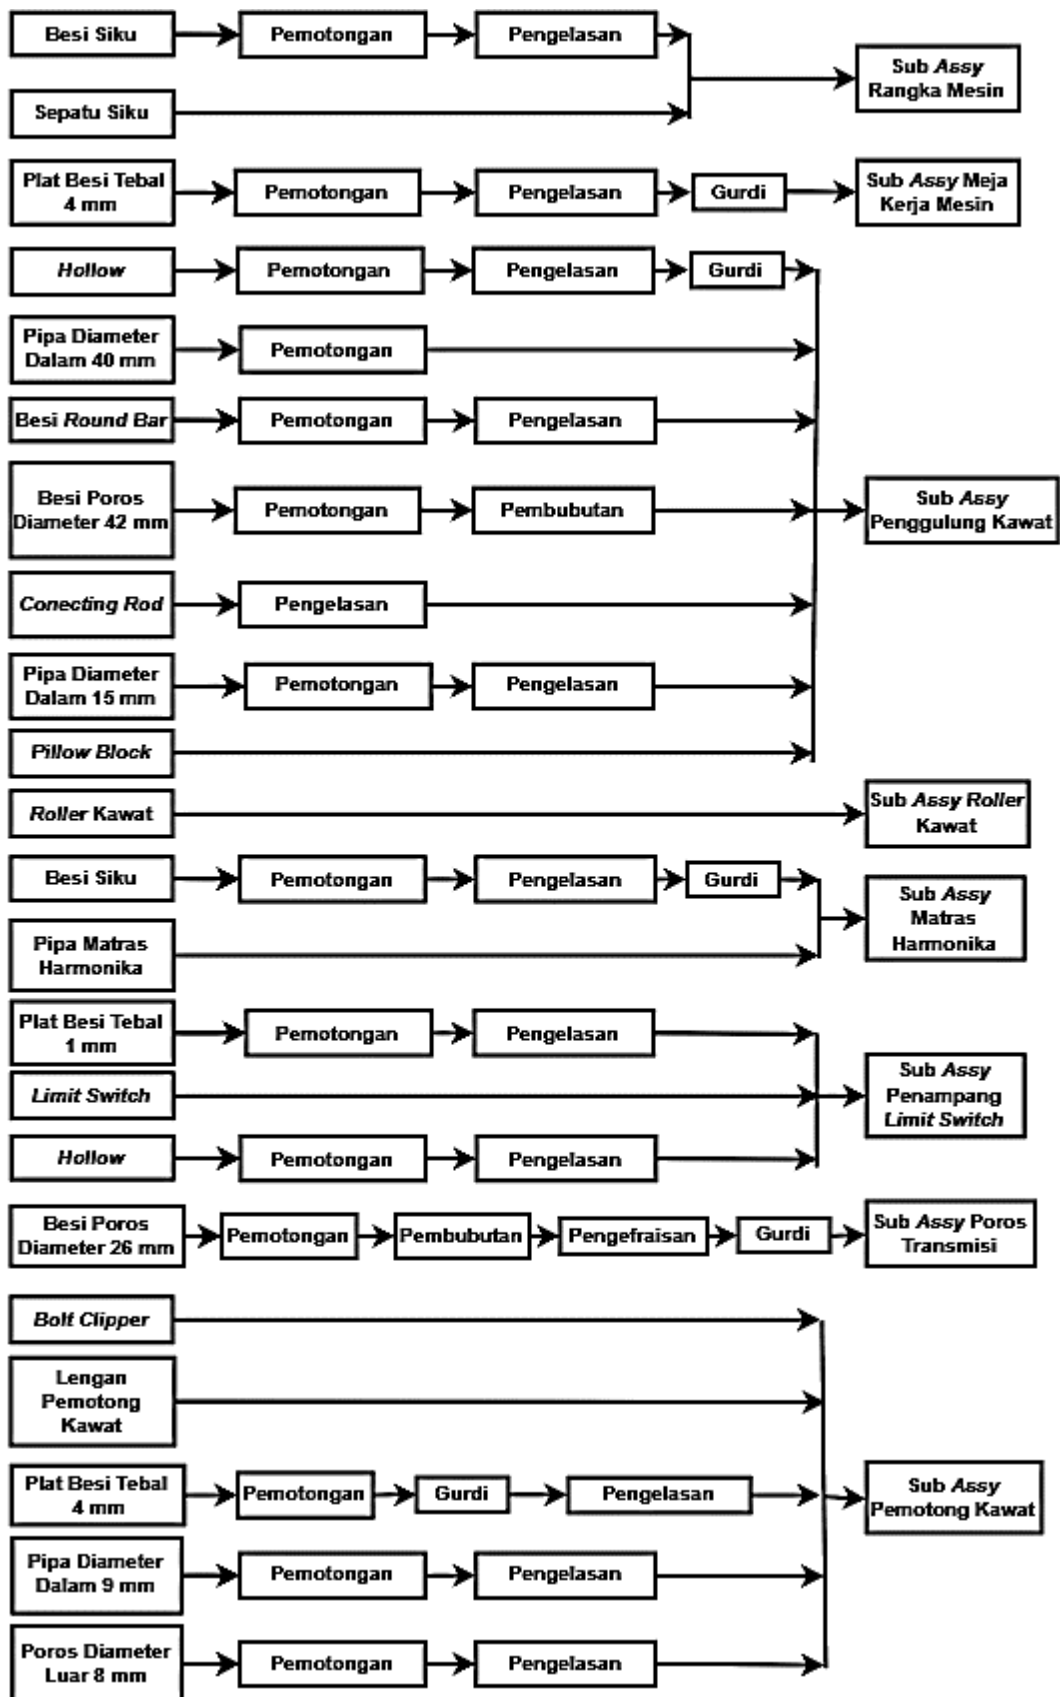 Besi Siku
Pemotongan
Pengelasan
Sepatu Siku
Sub Assy
Rangka Mesin
Plat Besi Tebal
4 mm
Pemotongan
Pengelasan
Gurdi
Sub Assy Meja
Kerja Mesin
Hollow
Pemotongan
Pengelasan
Gurdi
Pipa Diameter
Dalam 40 mm
Pemotongan
Besi Round Bar
Pemotongan
Pengelasan
Besi Poros
Diameter 42 mm
Pemotongan
Pembubutan
Sub Assy
Penggulung Kawat
Conecting Rod
Pengelasan
Pipa Diameter
Dalam 15 mm
Pemotongan
Pengelasan
Pillow Block
Roller Kawat
Sub Assy Roller
Kawat
Besi Siku
Pemotongan
Pengelasan
Gurdi
Pipa Matras
Harmonika
Sub Assy
Matras
Harmonika
Plat Besi Tebal
1 mm
Pemotongan
Pengelasan
Limit Switch
Sub Assy
Penampang
Limit Switch
Hollow
Pemotongan
Pengelasan
Besi Poros
Diameter 26 mm
Pemotongan
Pembubutan
Pengefraisan
Gurdi
Sub Assy Poros
Transmisi
Bolt Clipper
Lengan
Pemotong
Kawat
Plat Besi Tebal
4 mm
Pemotongan
Gurdi
Pengelasan
Sub Assy
Pemotong Kawat
Pipa Diameter
Dalam 9 mm
Pemotongan
Pengelasan
Poros Diameter
Luar 8 mm
Pemotongan
Pengelasan